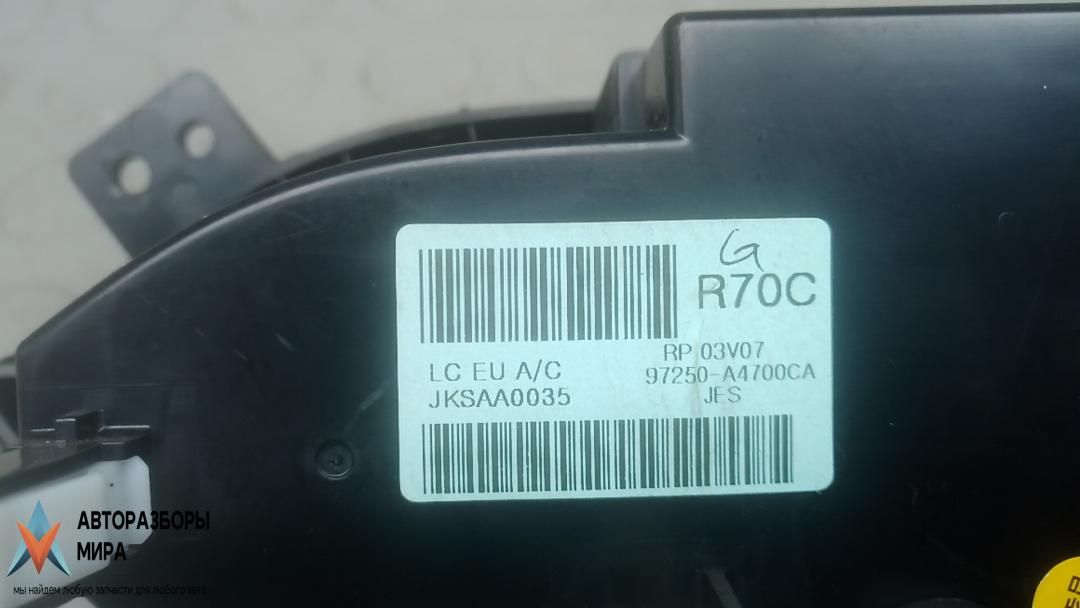 G
R70C
RP 03V07
LC EU A/C
97250-A4700CA
JKSAA0035
JES
АВТОРАЗБОРЫ
МИРА
мы найдем любую запчасти для любого авто